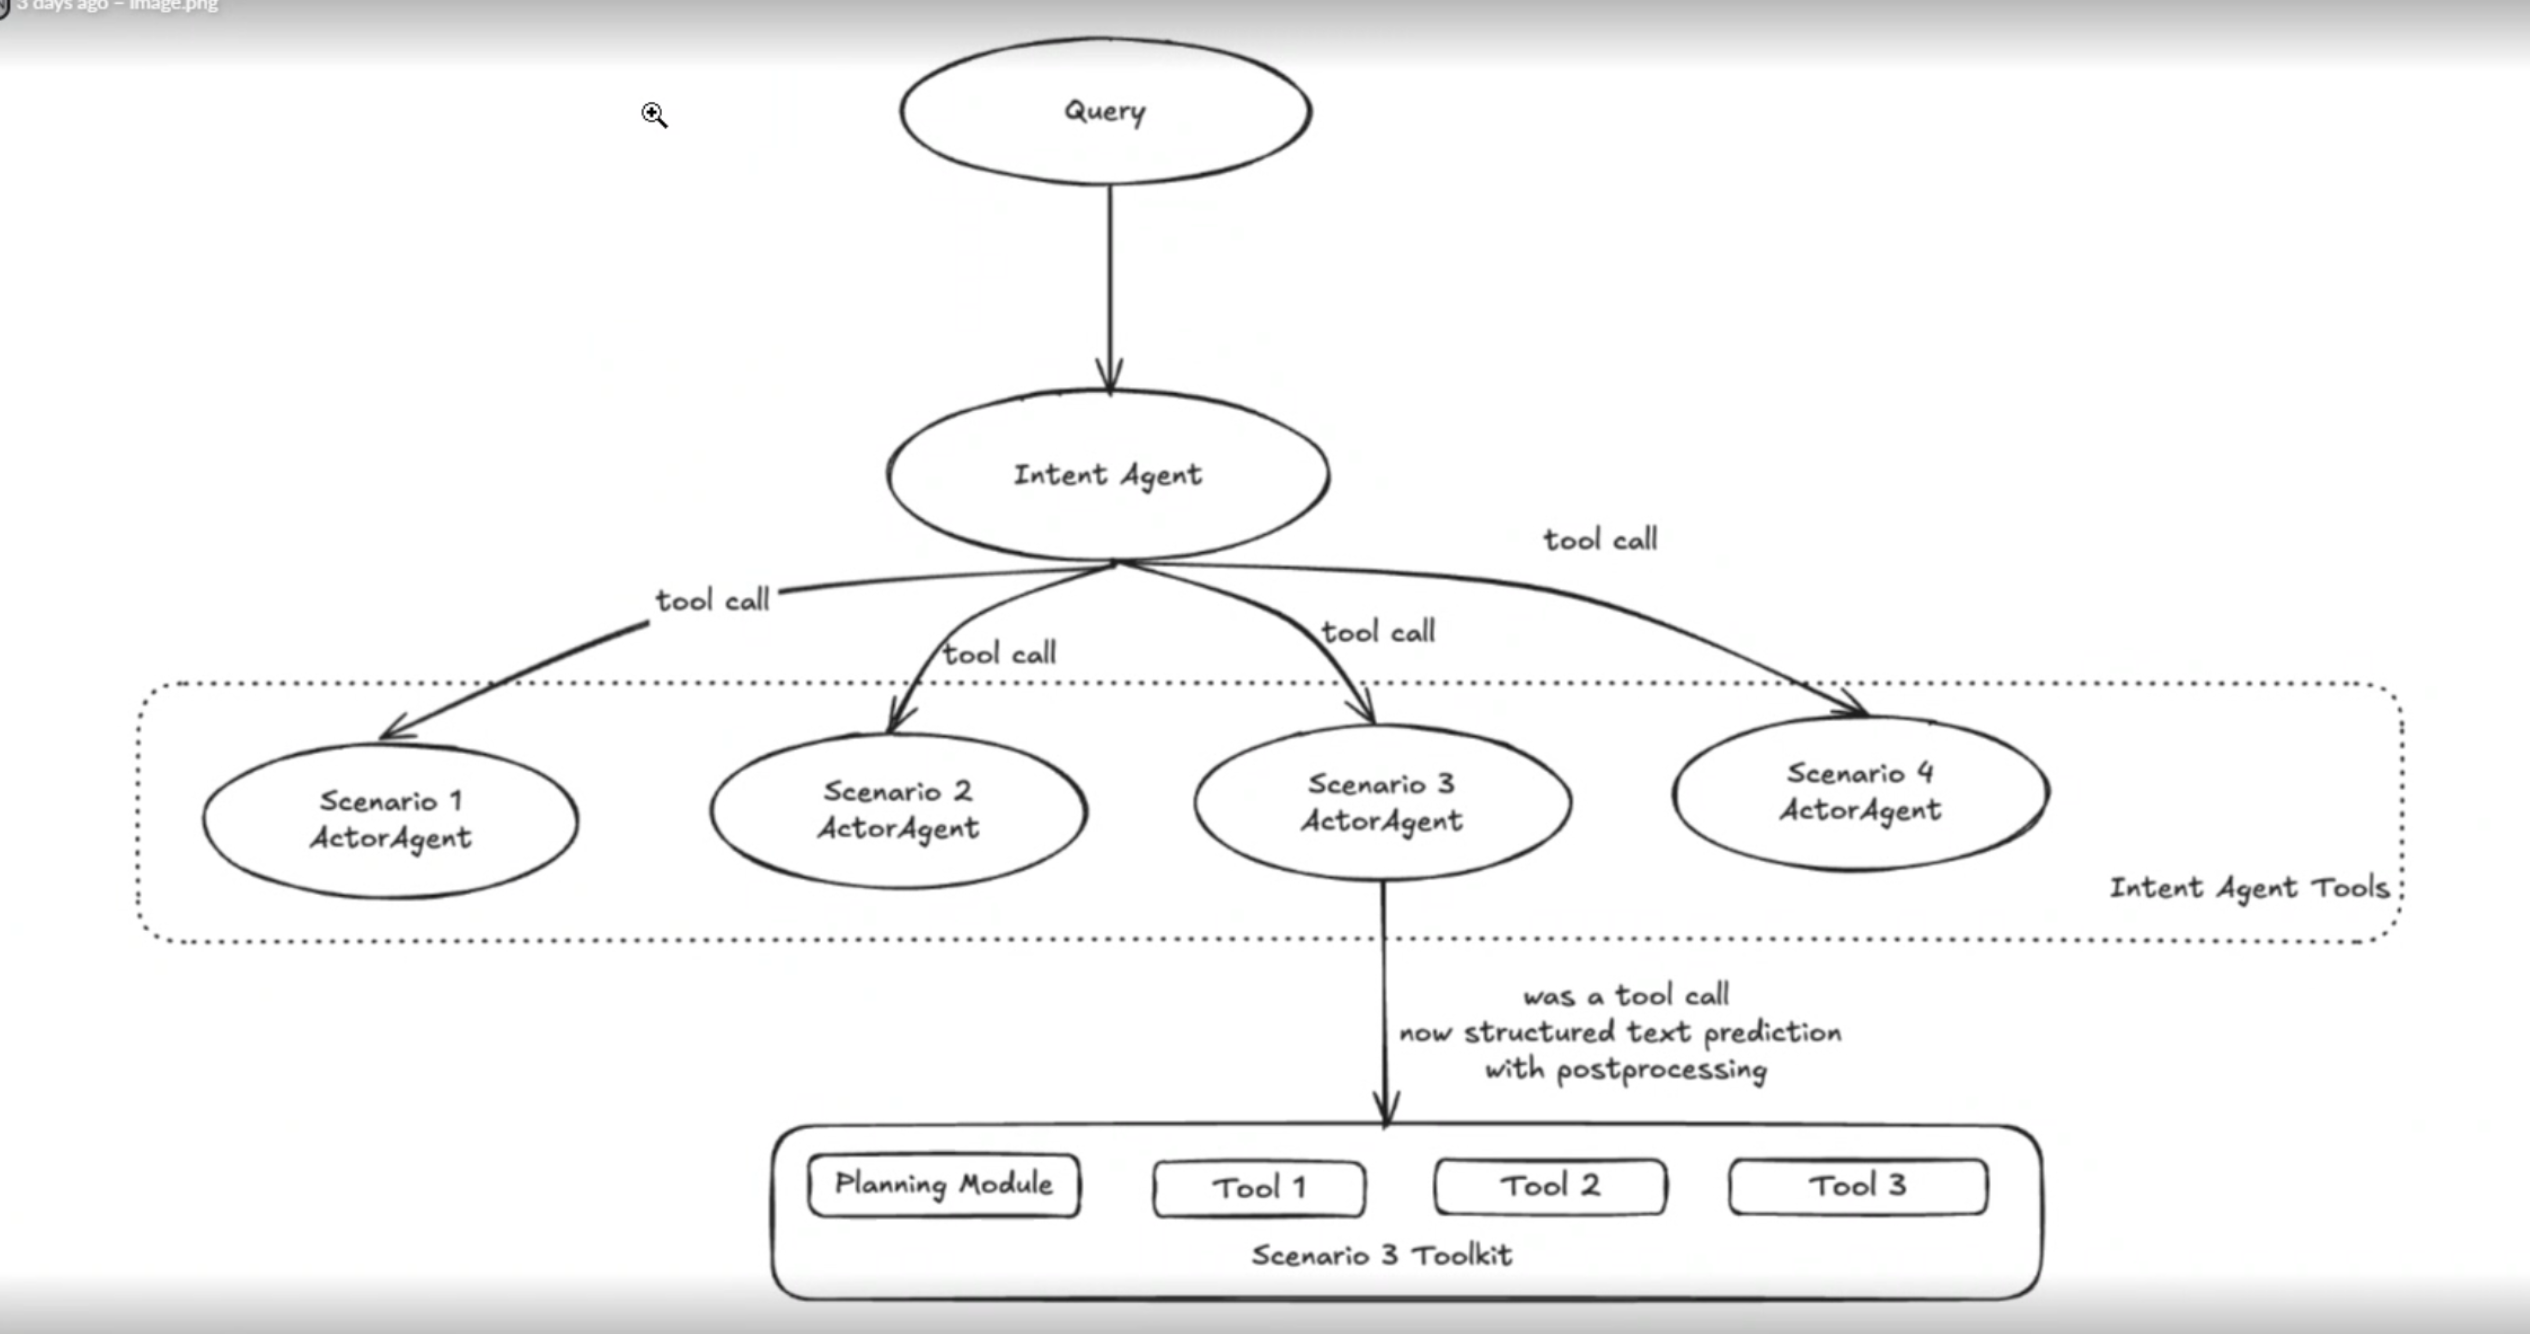 3 days ago – image.png
Query
Intent Agent
tool call
tool call
tool call
tool call
Scenario 1
ActorAgent
Scenario 2
ActorAgent
Scenario 3
ActorAgent
Scenario 4
ActorAgent
Intent Agent Tools
was a tool call
now structured text prediction
with postprocessing
Planning Module
Tool 1
Tool 2
Tool 3
Scenario 3 Toolkit